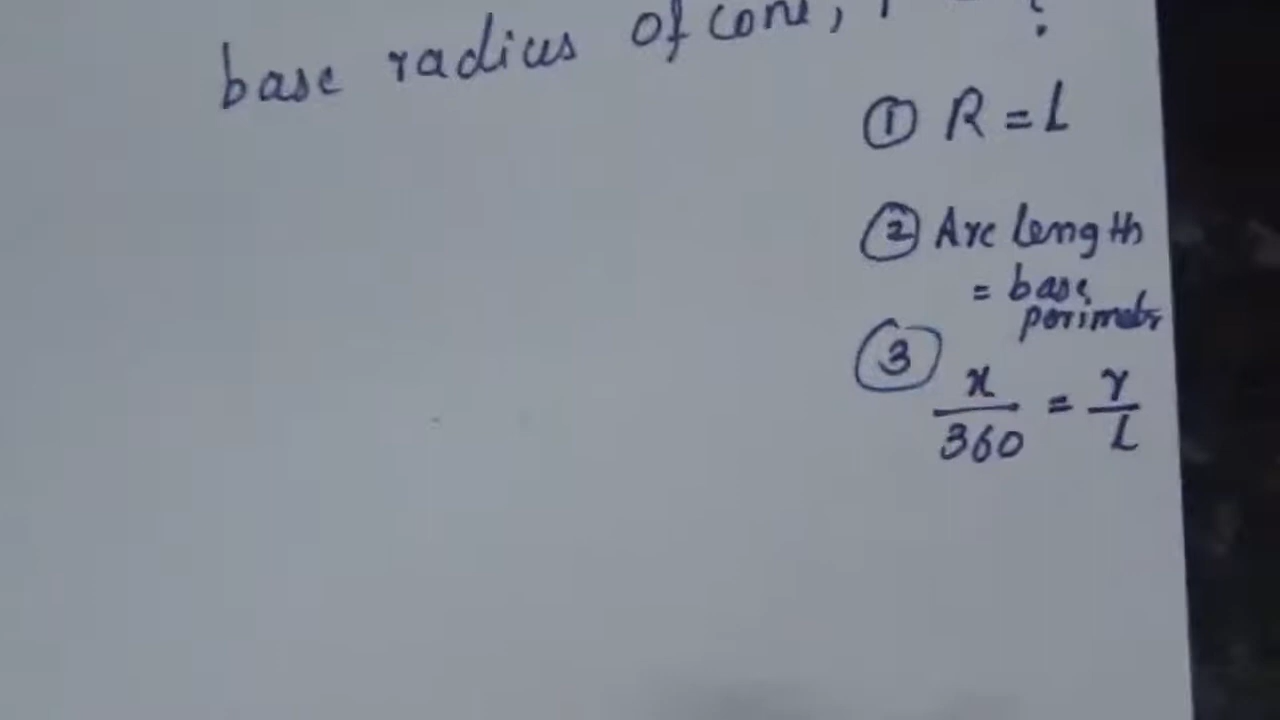 base radius of cone, r = ?
① R = L
② Arc length
= base
perimeter
③ x/360 = r/L